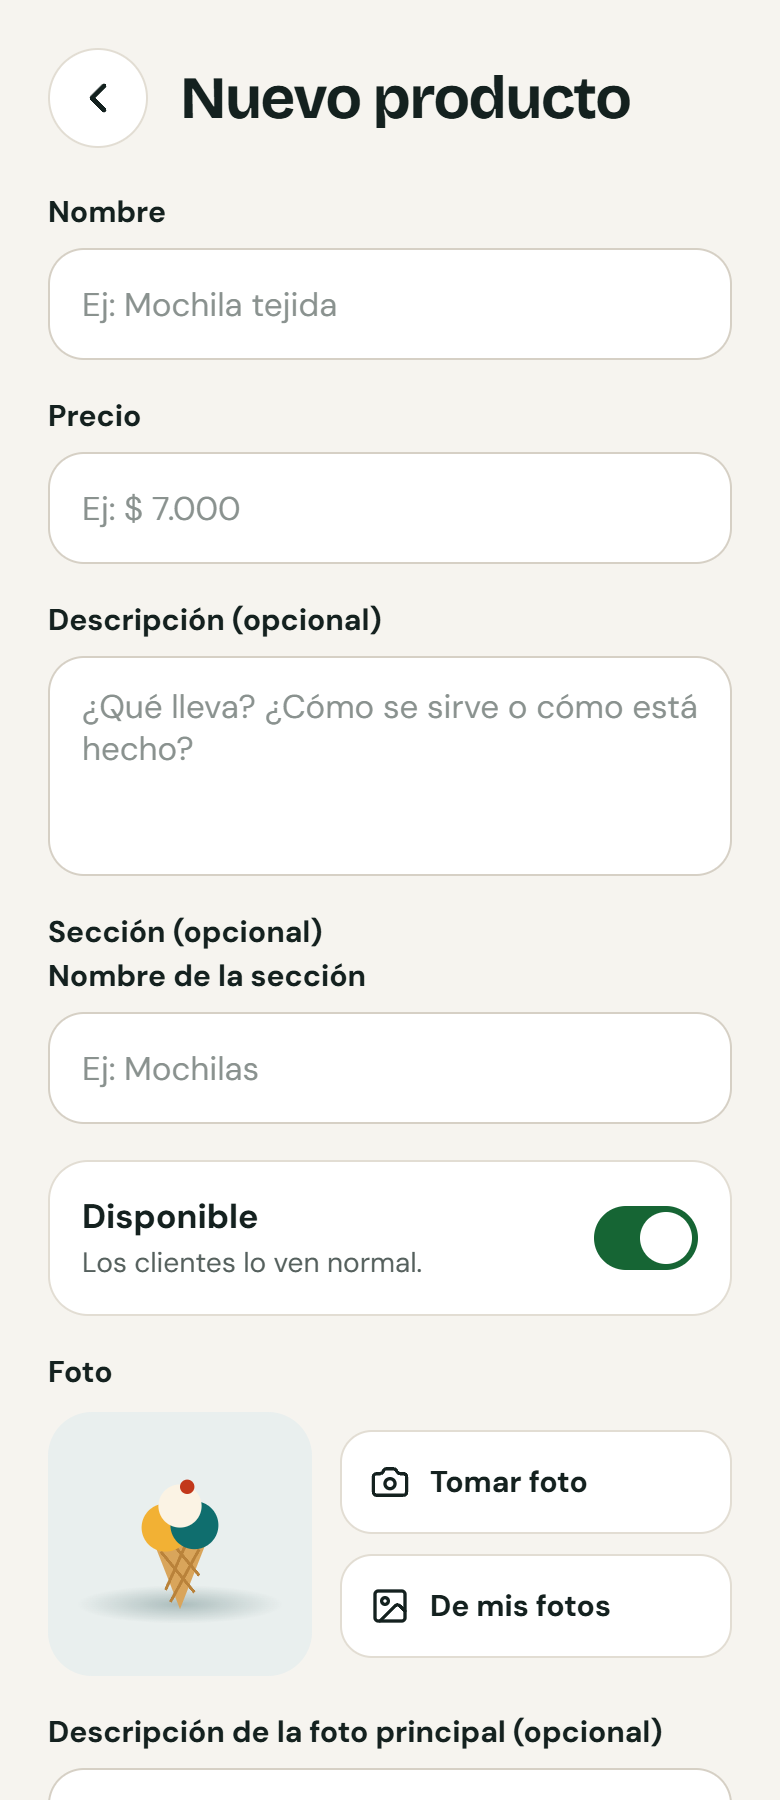 Nuevo producto
Nombre
Ej: Mochila tejida
Precio
Ej: $ 7.000
Descripción (opcional)
¿Qué lleva? ¿Cómo se sirve o cómo está
hecho?
Sección (opcional)
Nombre de la sección
Ej: Mochilas
Disponible
Los clientes lo ven normal.
Foto
Tomar foto
De mis fotos
Descripción de la foto principal (opcional)